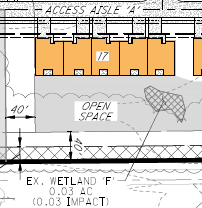 ACCESS AISLE 'A'
17
40'
OPEN
SPACE
40'
EX. WETLAND 'F'
0.03 AC
(0.03 IMPACT)